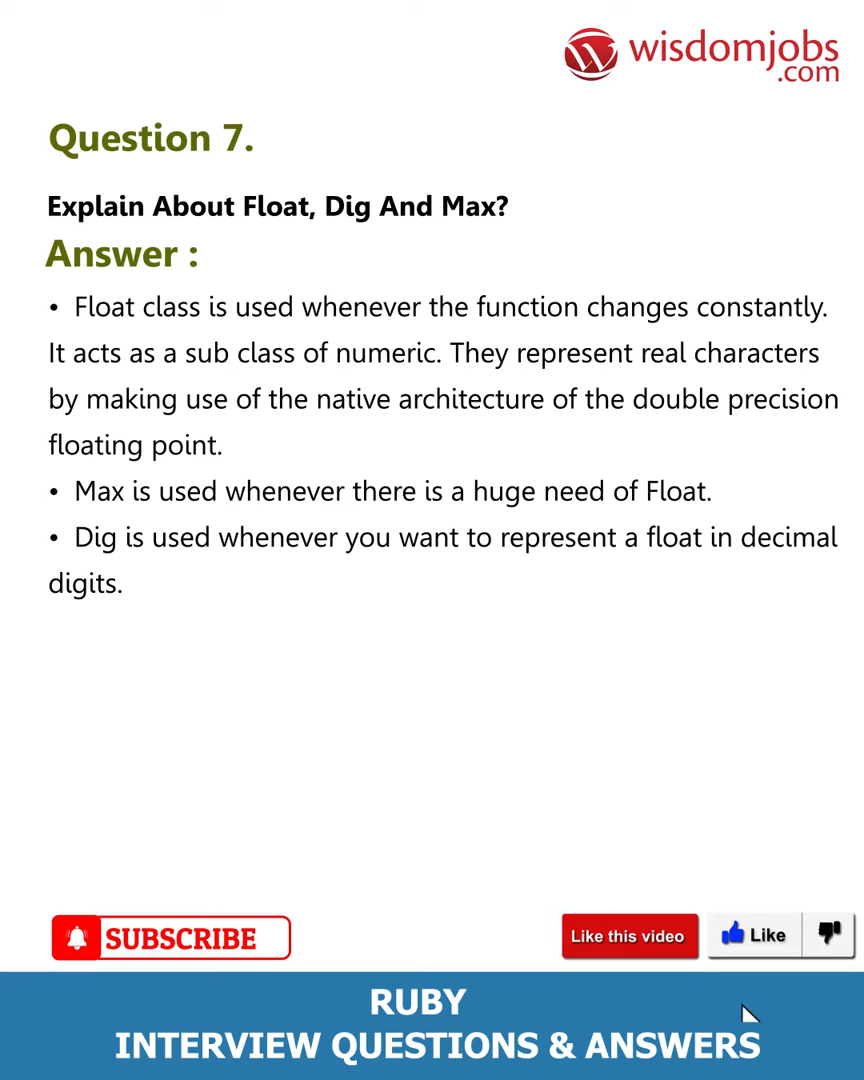 wisdomjobs
.com
Question 7.
Explain About Float, Dig And Max?
Answer :
• Float class is used whenever the function changes constantly.
It acts as a sub class of numeric. They represent real characters
by making use of the native architecture of the double precision
floating point.
• Max is used whenever there is a huge need of Float.
• Dig is used whenever you want to represent a float in decimal
digits.
SUBSCRIBE
Like this video
Like
RUBY
INTERVIEW QUESTIONS & ANSWERS